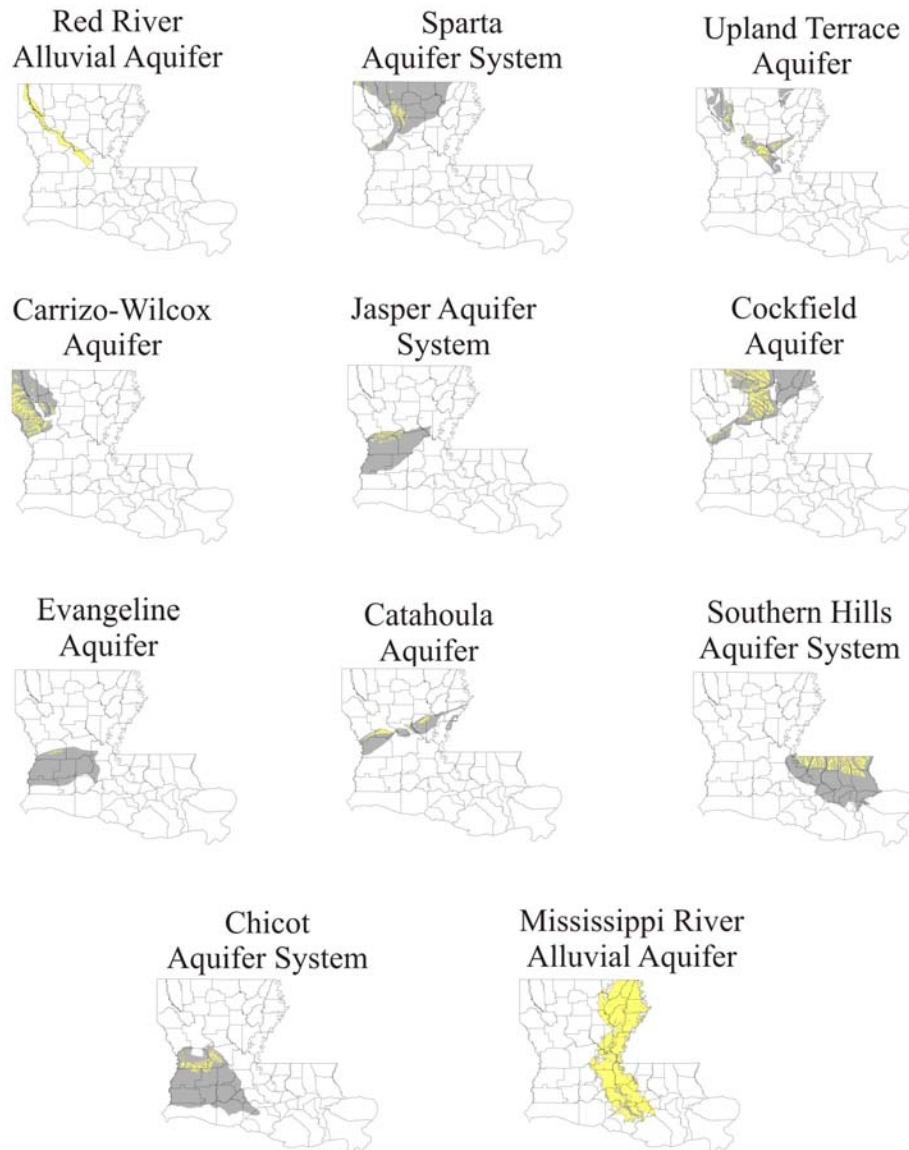 Red River
Alluvial Aquifer
Sparta
Aquifer System
Upland Terrace
Aquifer
Carrizo-Wilcox
Aquifer
Jasper Aquifer
System
Cockfield
Aquifer
Evangeline
Aquifer
Catahoula
Aquifer
Southern Hills
Aquifer System
Chicot
Aquifer System
Mississippi River
Alluvial Aquifer